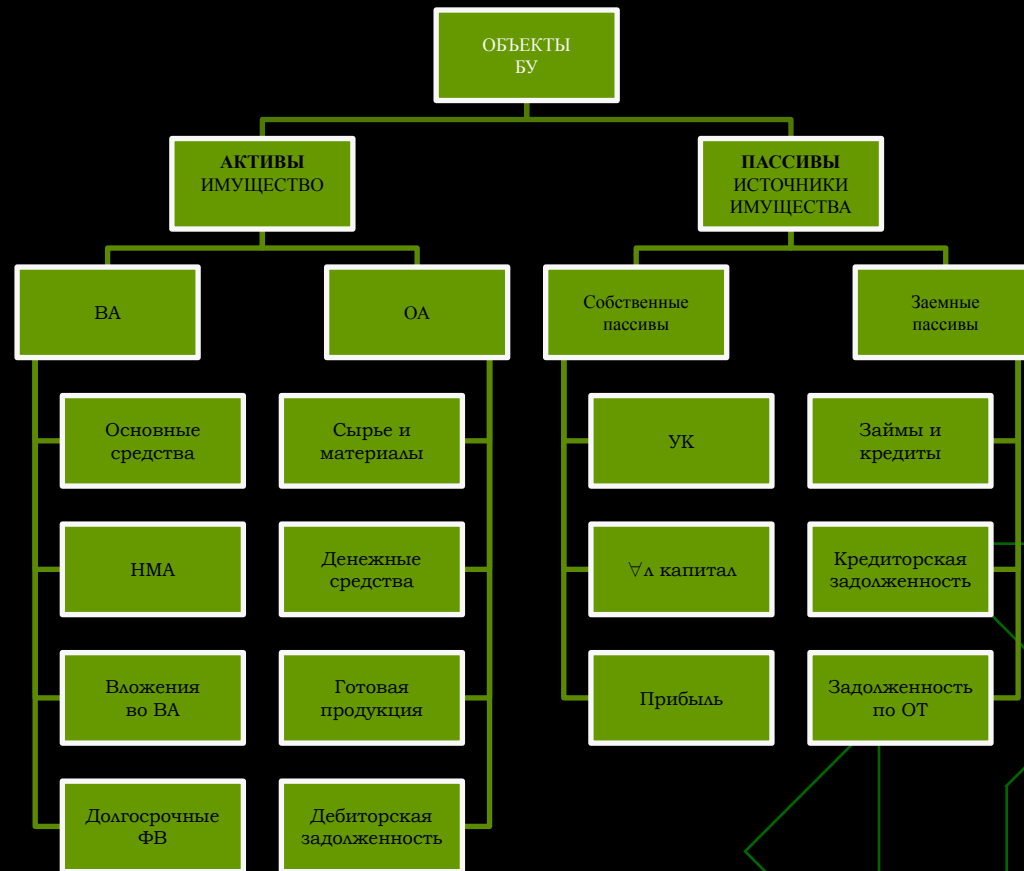 ОБЪЕКТЫ
БУ
АКТИВЫ
ИМУЩЕСТВО
ПАССИВЫ
ИСТОЧНИКИ
ИМУЩЕСТВА
ВА
ОА
Собственные
пассивы
Заемные
пассивы
Основные
средства
Сырье и
материалы
УК
Займы и
кредиты
НМА
Денежные
средства
∀л капитал
Кредиторская
задолженность
Вложения
во ВА
Готовая
продукция
Прибыль
Задолженность
по ОТ
Долгосрочные
ФВ
Дебиторская
задолженность